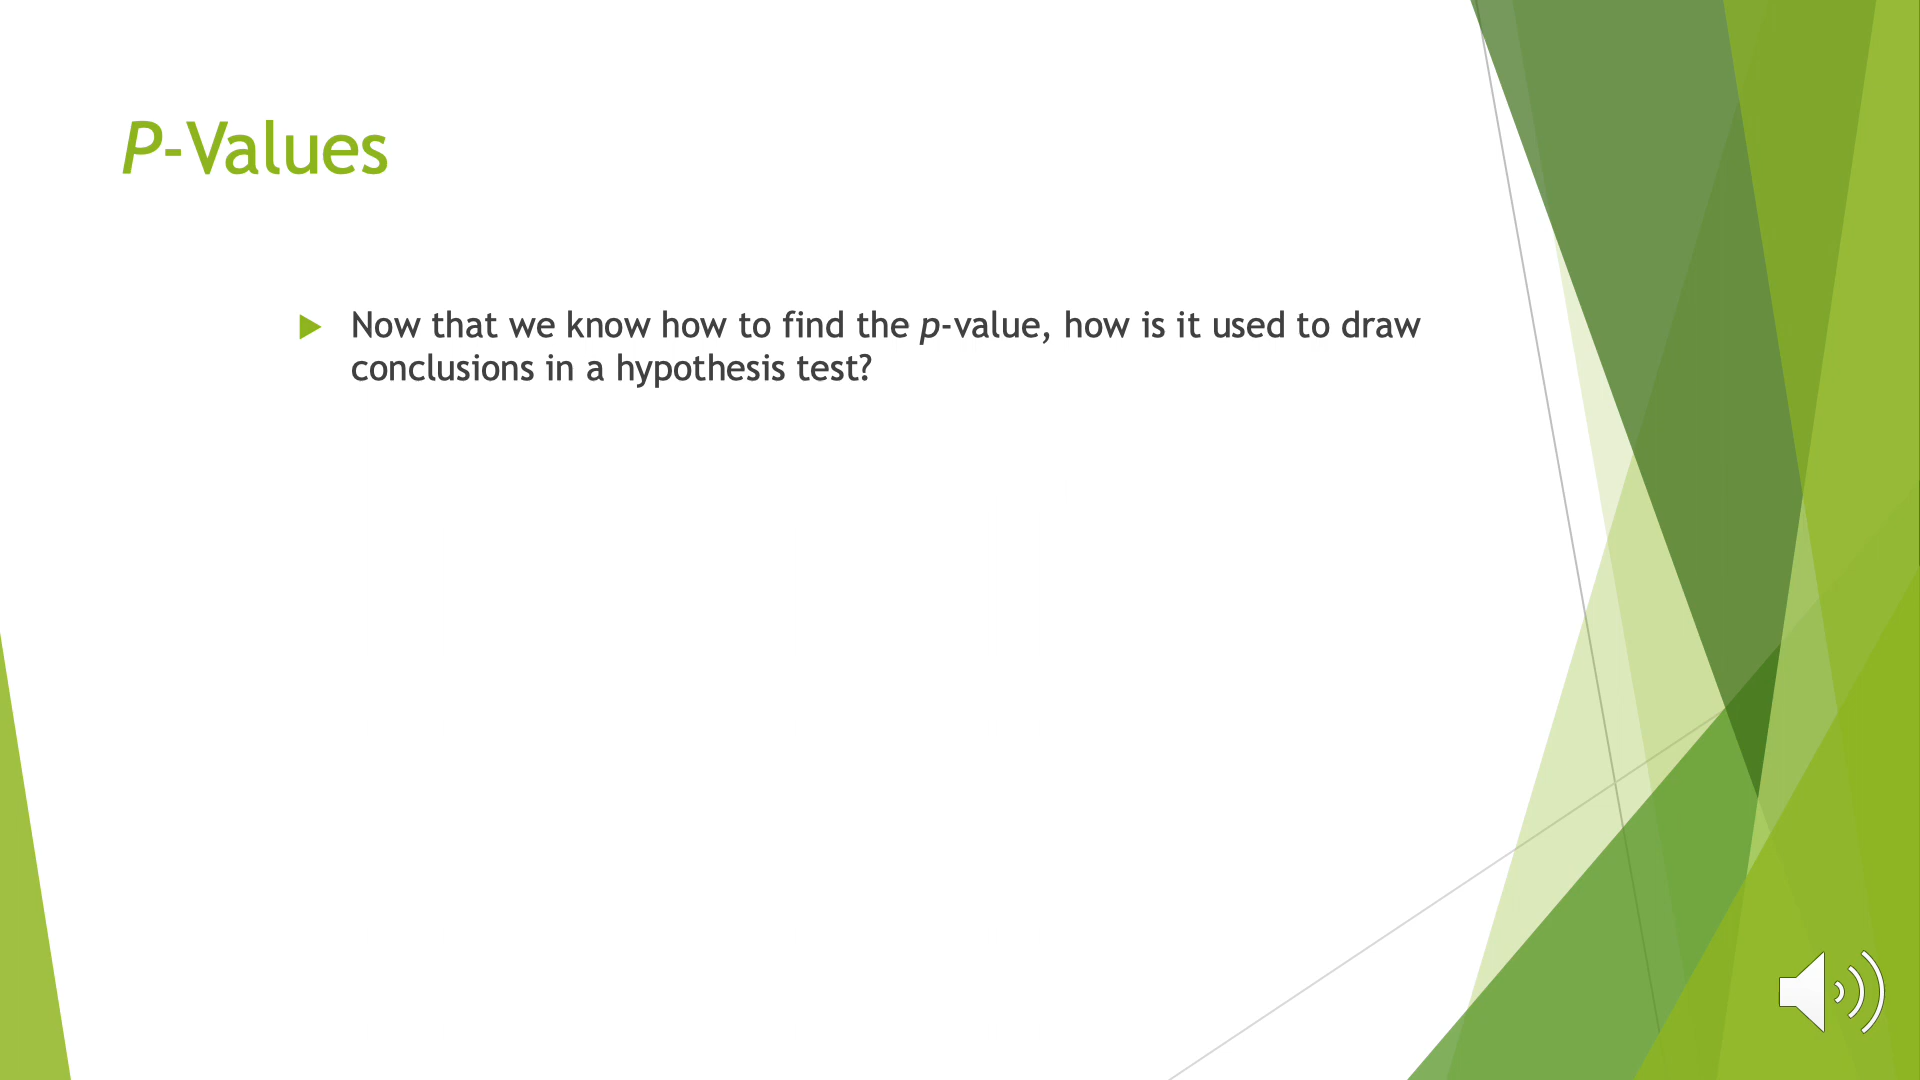 P-Values
Now that we know how to find the p-value, how is it used to draw
conclusions in a hypothesis test?